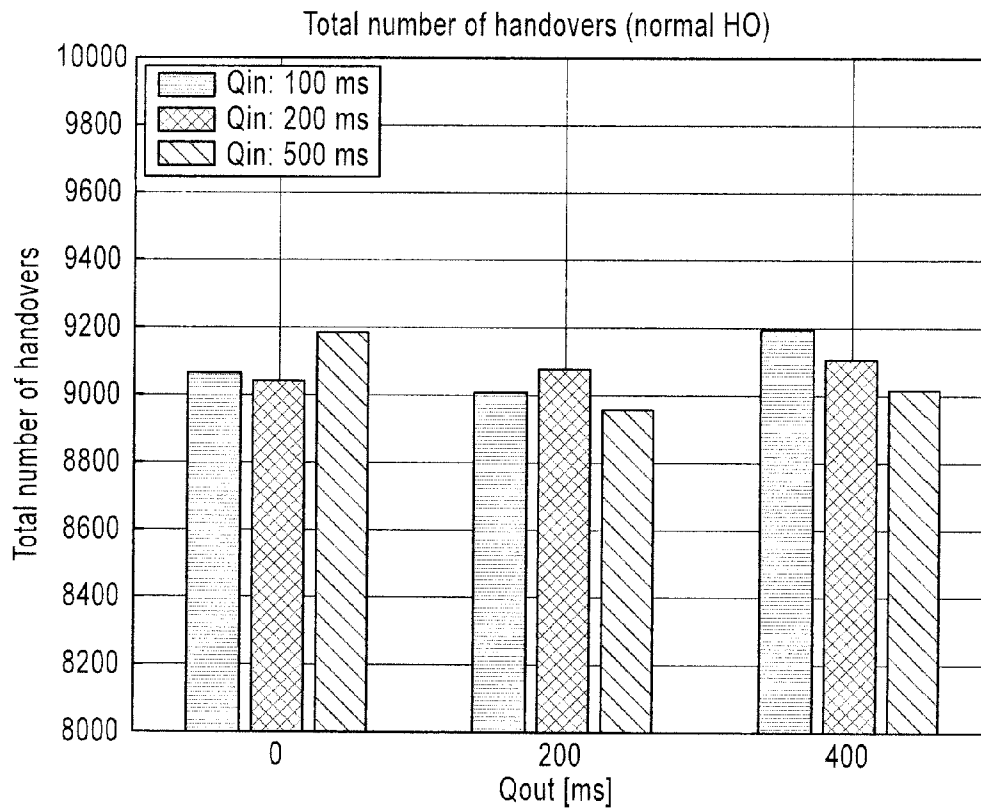 Total number of handovers (normal HO)
10000
9800
9600
9400
9200
9000
8800
8600
8400
8200
8000
Total number of handovers
Qin: 100 ms
Qin: 200 ms
Qin: 500 ms
0
200
400
Qout [ms]